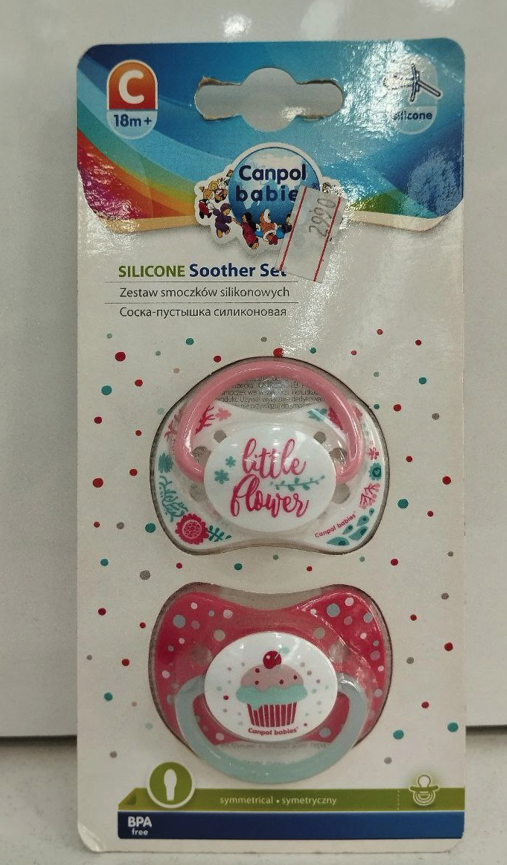 C
18m+
silicone
Canpol
babie
2990
SILICONE Soother Set
Zestaw smoczków silikonowych
Соска-пустышка силиконовая
little
flower
Canpol babies
Canpol babies
symmetrical • symetryczny
BPA
free